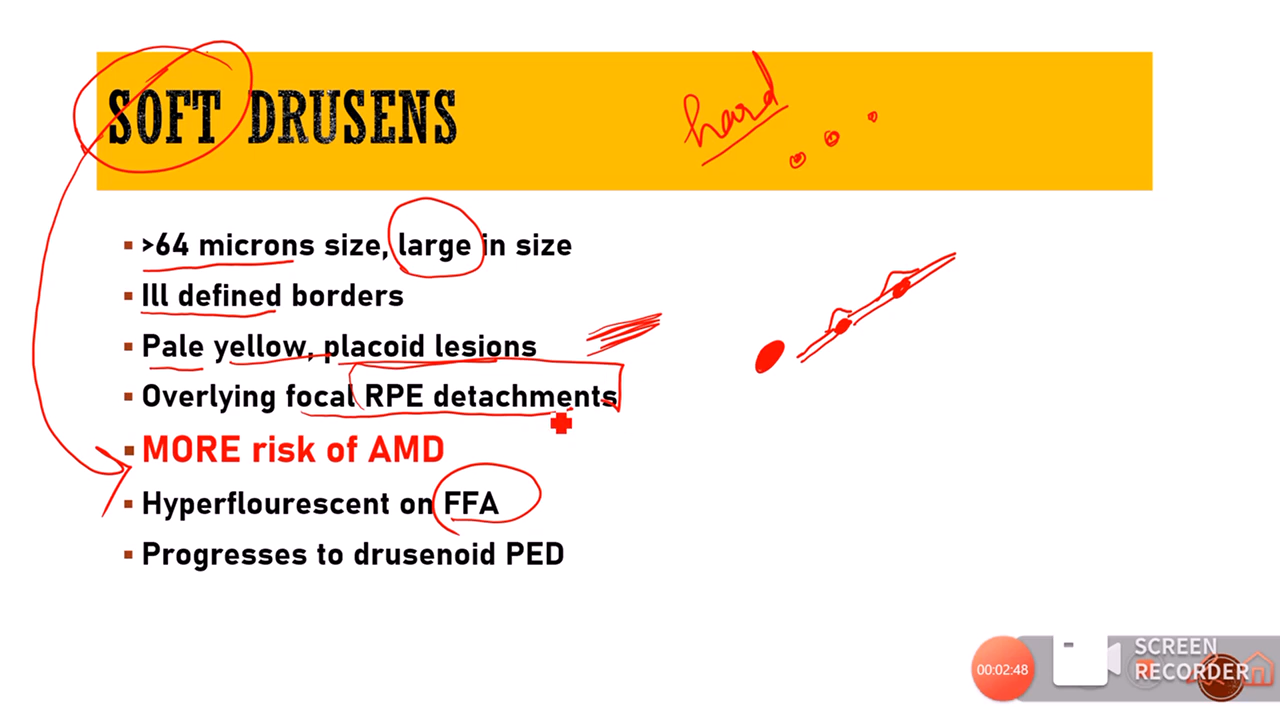 SOFT DRUSENS
hard
▪ >64 microns size, large in size
▪ Ill defined borders
▪ Pale yellow, placoid lesions
▪ Overlying focal RPE detachments
▪ MORE risk of AMD
▪ Hyperflourescent on FFA
▪ Progresses to drusenoid PED
00:02:48
SCREEN
RECORDER